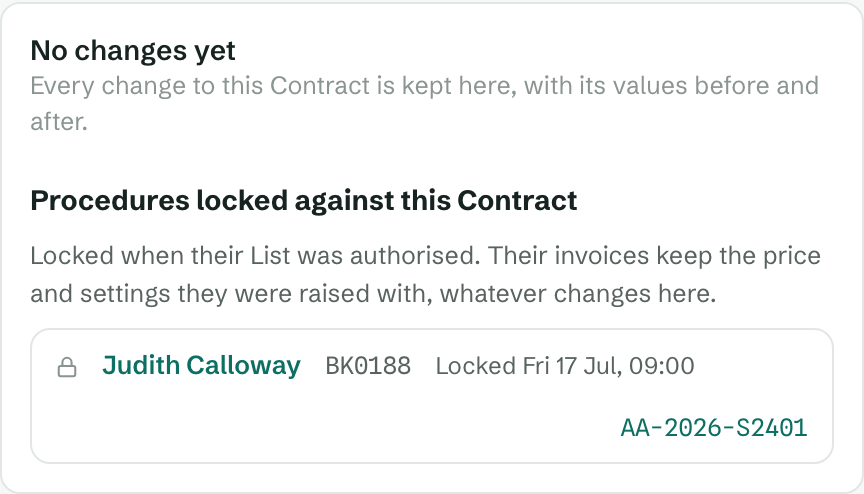 No changes yet
Every change to this Contract is kept here, with its values before and
after.
Procedures locked against this Contract
Locked when their List was authorised. Their invoices keep the price
and settings they were raised with, whatever changes here.
Judith Calloway BK0188 Locked Fri 17 Jul, 09:00
AA-2026-S2401